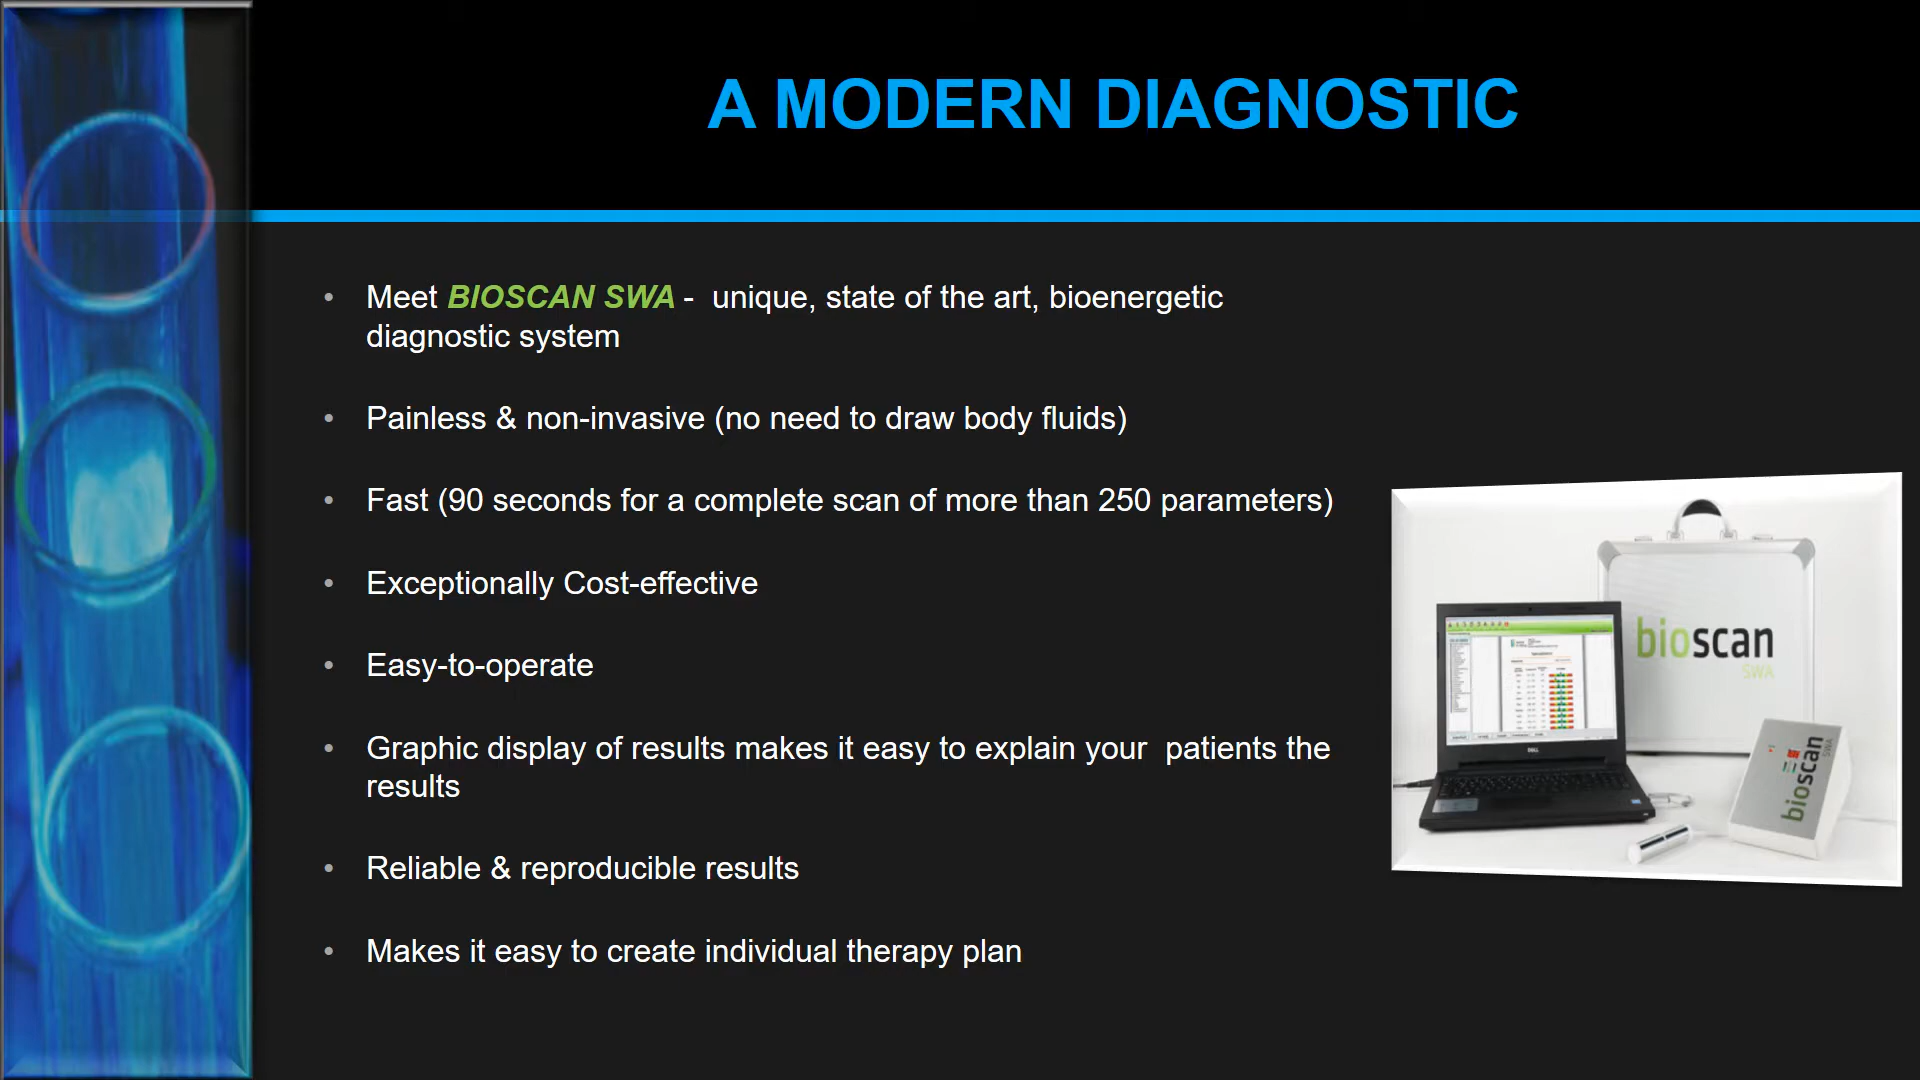 A MODERN DIAGNOSTIC
• Meet BIOSCAN SWA -  unique, state of the art, bioenergetic
diagnostic system
• Painless & non-invasive (no need to draw body fluids)
• Fast (90 seconds for a complete scan of more than 250 parameters)
• Exceptionally Cost-effective
• Easy-to-operate
• Graphic display of results makes it easy to explain your  patients the
results
• Reliable & reproducible results
• Makes it easy to create individual therapy plan
bioscan
SWA
DELL
bioscan
SWA